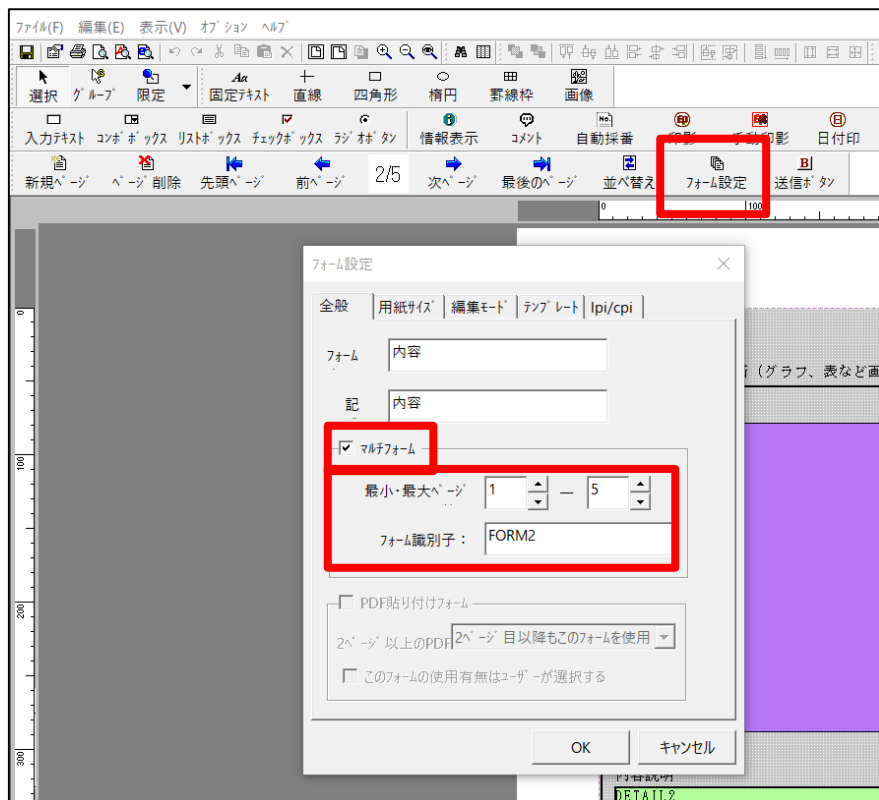 ファイル(F) 編集(E) 表示(V) オプション ヘルプ
選択 グループ 限定 固定テキスト 直線 四角形 楕円 罫線枠 画像
入力テキスト コンボボックス リストボックス チェックボックス ラジオボタン 情報表示 コメント 自動採番 印影 手動印影 日付印
新規ページ ページ削除 先頭ページ 前ページ 2/5 次ページ 最後のページ 並べ替え フォーム設定 送信ボタン
0 100
フォーム設定
全般 用紙サイズ 編集モード テンプレート lpi/cpi
フォーム 内容
(グラフ、表など画
記 内容
マルチフォーム
最小・最大ページ 1 — 5
フォーム識別子: FORM2
PDF貼り付けフォーム
2ページ以上のPDF 2ページ目以降もこのフォームを使用
このフォームの使用有無はユーザーが選択する
OK キャンセル
内容説明
DETAIL2
0
100
200
300